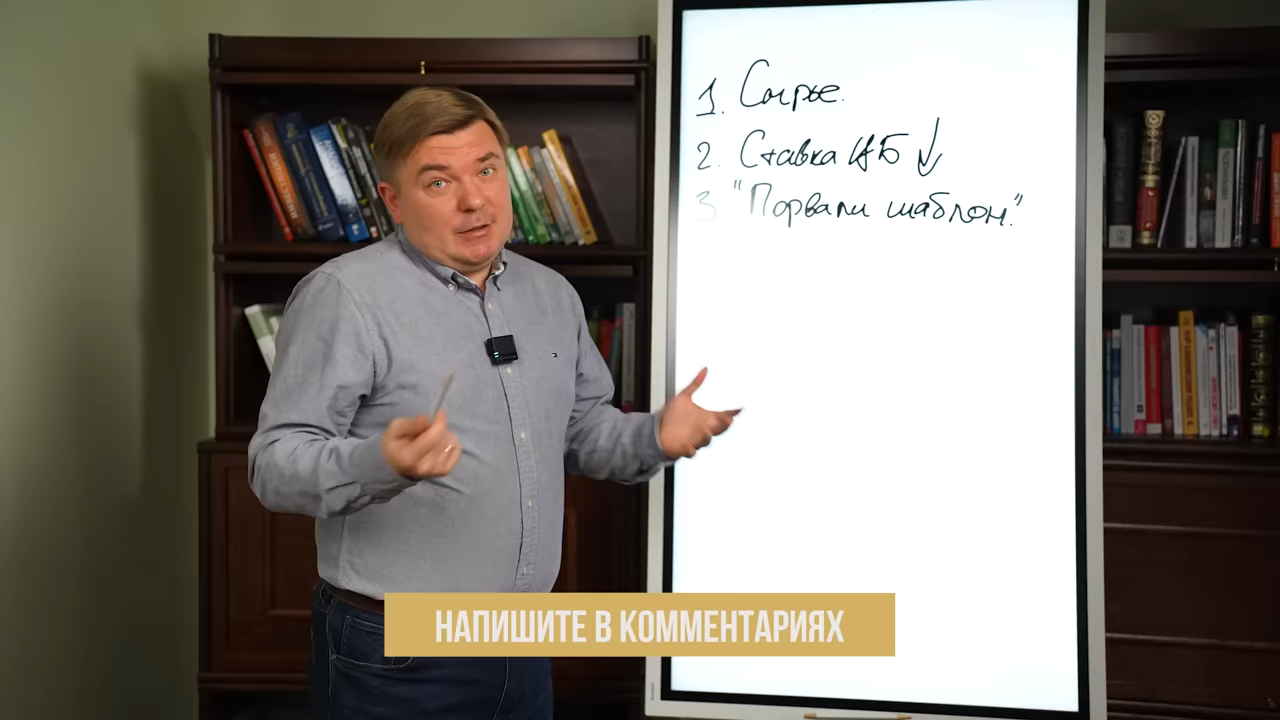 1. Сырье.
2. Ставка ЦБ ↓
3 "Порвали шаблон."
НАПИШИТЕ В КОММЕНТАРИЯХ